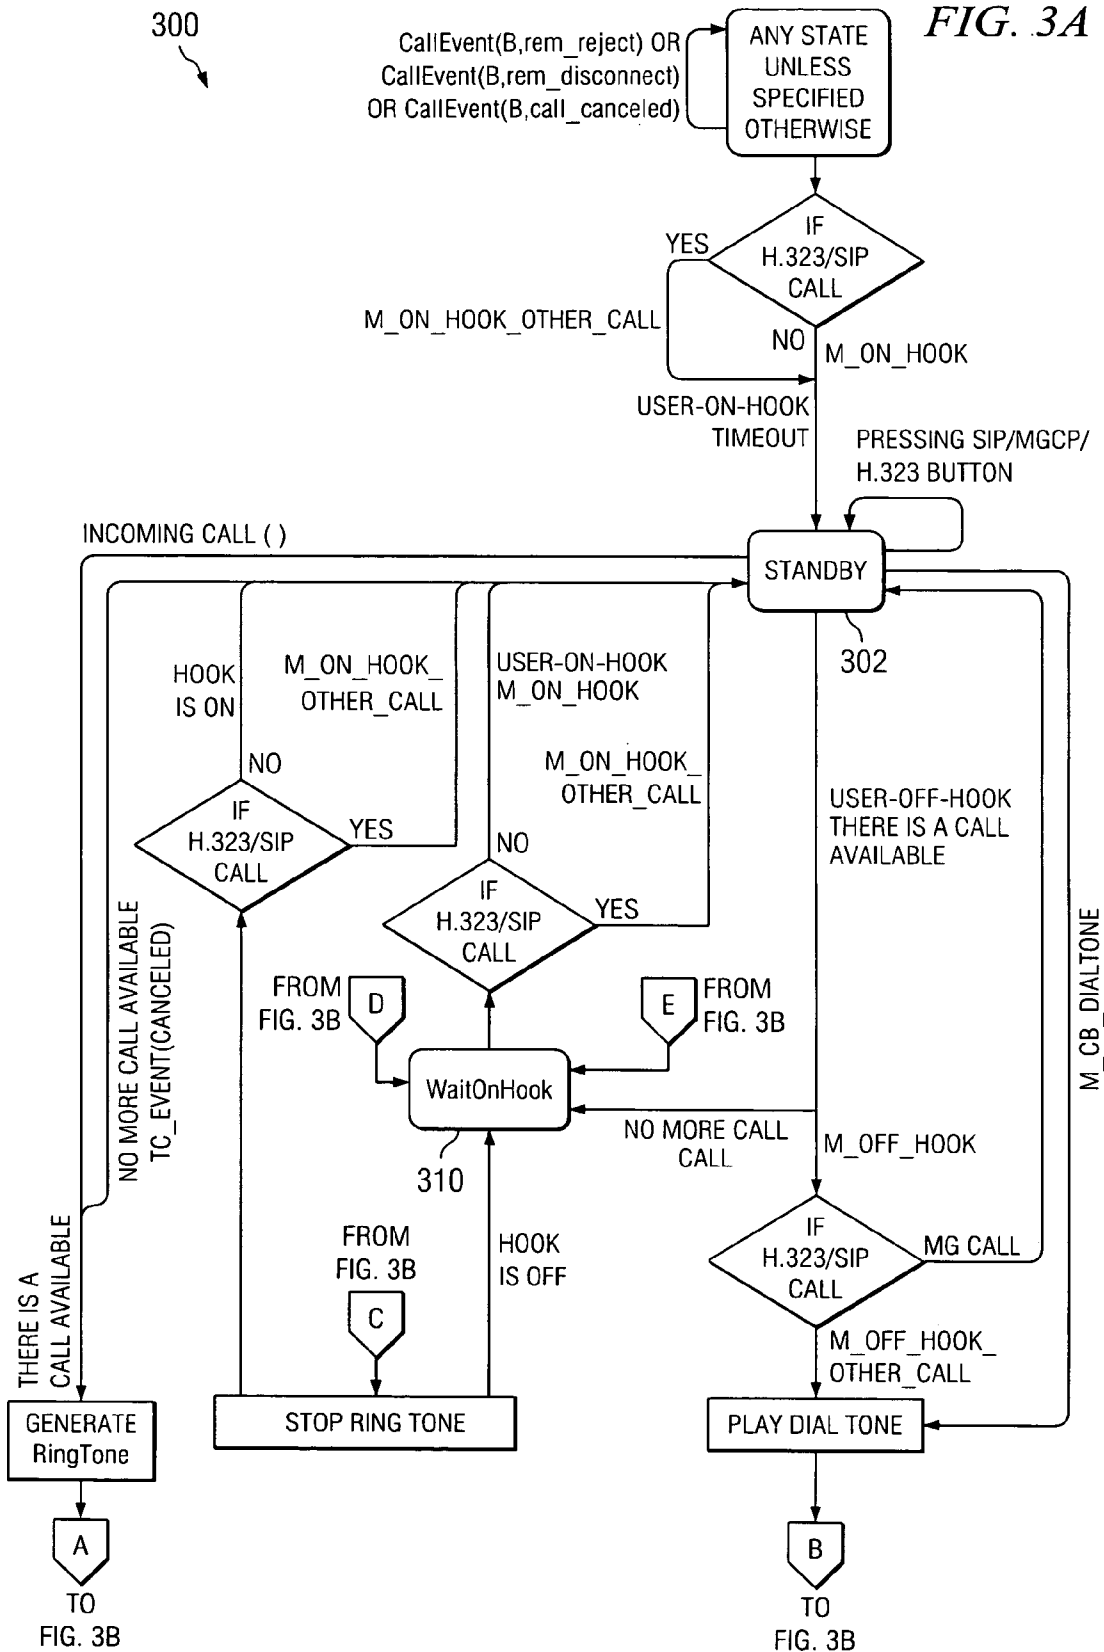 FIG. 3A
300
CallEvent(B,rem_reject) OR
CallEvent(B,rem_disconnect)
OR CallEvent(B,call_canceled)
ANY STATE
UNLESS
SPECIFIED
OTHERWISE
IF
H.323/SIP
CALL
YES
M_ON_HOOK_OTHER_CALL
NO
M_ON_HOOK
USER-ON-HOOK
TIMEOUT
PRESSING SIP/MGCP/
H.323 BUTTON
INCOMING CALL ( )
STANDBY
302
HOOK
IS ON
M_ON_HOOK_
OTHER_CALL
USER-ON-HOOK
M_ON_HOOK
M_ON_HOOK_
OTHER_CALL
NO
IF
H.323/SIP
CALL
YES
NO
IF
H.323/SIP
CALL
YES
USER-OFF-HOOK
THERE IS A CALL
AVAILABLE
M_CB_DIALTONE
NO MORE CALL AVAILABLE
TC_EVENT(CANCELED)
FROM
FIG. 3B
D
E
FROM
FIG. 3B
WaitOnHook
310
NO MORE CALL
CALL
M_OFF_HOOK
IF
H.323/SIP
CALL
MG CALL
FROM
FIG. 3B
C
HOOK
IS OFF
THERE IS A
CALL AVAILABLE
M_OFF_HOOK_
OTHER_CALL
GENERATE
RingTone
STOP RING TONE
PLAY DIAL TONE
A
TO
FIG. 3B
B
TO
FIG. 3B